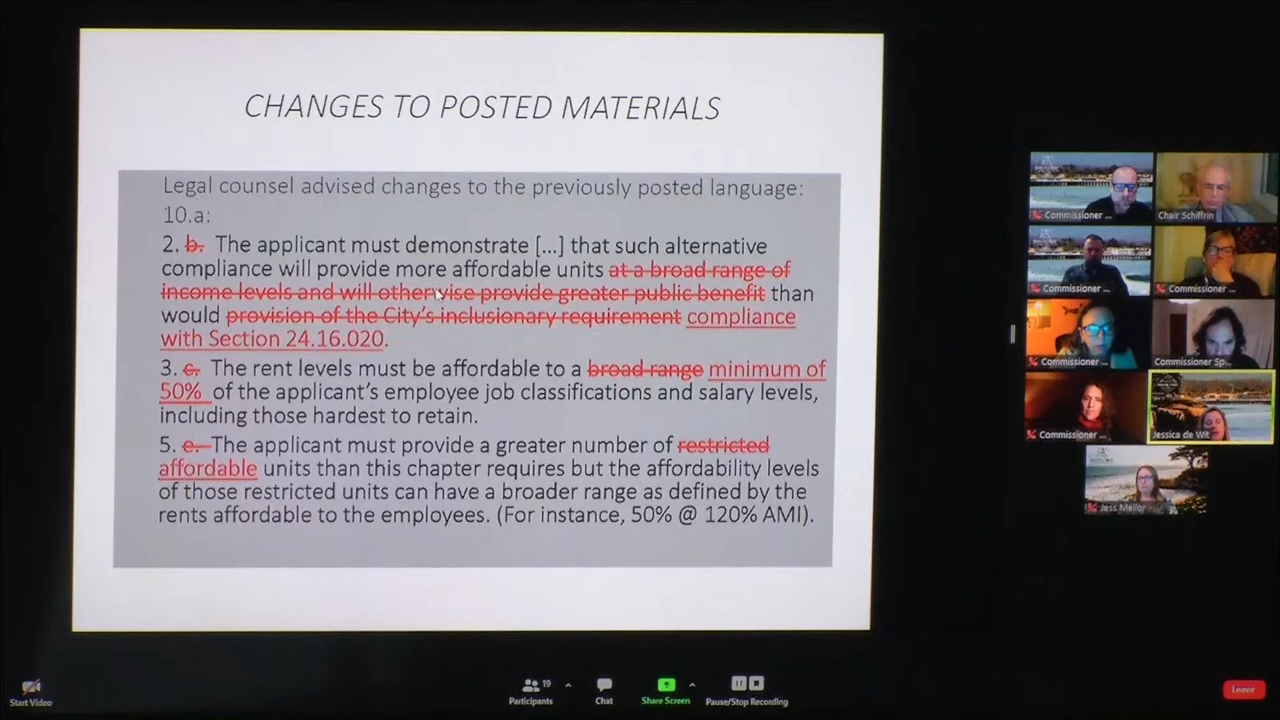 CHANGES TO POSTED MATERIALS
Legal counsel advised changes to the previously posted language:
10.a:
2. b. The applicant must demonstrate [...] that such alternative
compliance will provide more affordable units at a broad range of
income levels and will otherwise provide greater public benefit than
would provision of the City's inclusionary requirement compliance
with Section 24.16.020.
3. c. The rent levels must be affordable to a broad range minimum of
50% of the applicant's employee job classifications and salary levels,
including those hardest to retain.
5. e. The applicant must provide a greater number of restricted
affordable units than this chapter requires but the affordability levels
of those restricted units can have a broader range as defined by the
rents affordable to the employees. (For instance, 50% @ 120% AMI).
Commissioner ...
Chair Schiffrin
Commissioner ...
Commissioner ...
Commissioner ...
Commissioner Sp...
Commissioner ...
Jessica de Wit
Jess Mellor
Start Video
Participants
19
Chat
Share Screen
Pause/Stop Recording
Leave